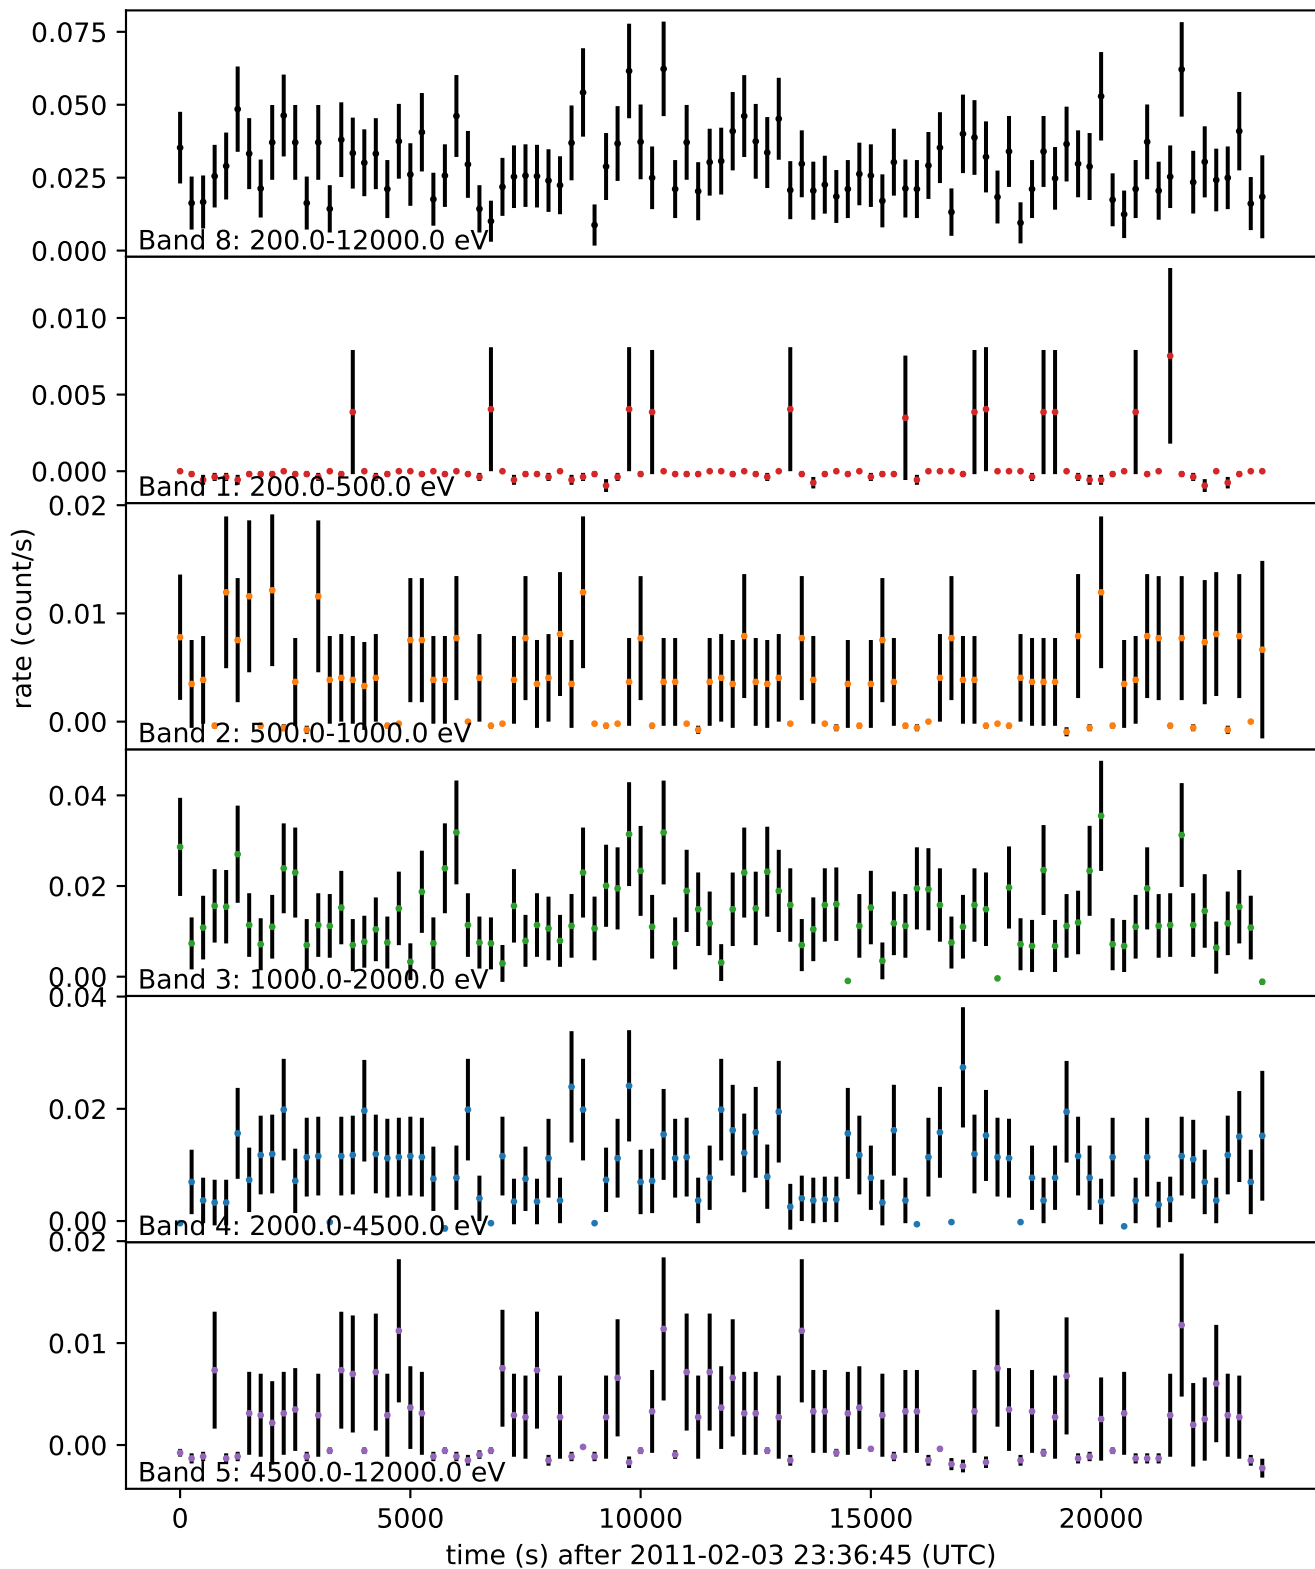 0.075
0.050
0.025
0.000
Band 8: 200.0-12000.0 eV
0.010
0.005
0.000
Band 1: 200.0-500.0 eV
0.02
0.01
0.00
Band 2: 500.0-1000.0 eV
rate (count/s)
0.04
0.02
0.00
Band 3: 1000.0-2000.0 eV
0.04
0.02
0.00
Band 4: 2000.0-4500.0 eV
0.02
0.01
0.00
Band 5: 4500.0-12000.0 eV
0 5000 10000 15000 20000
time (s) after 2011-02-03 23:36:45 (UTC)